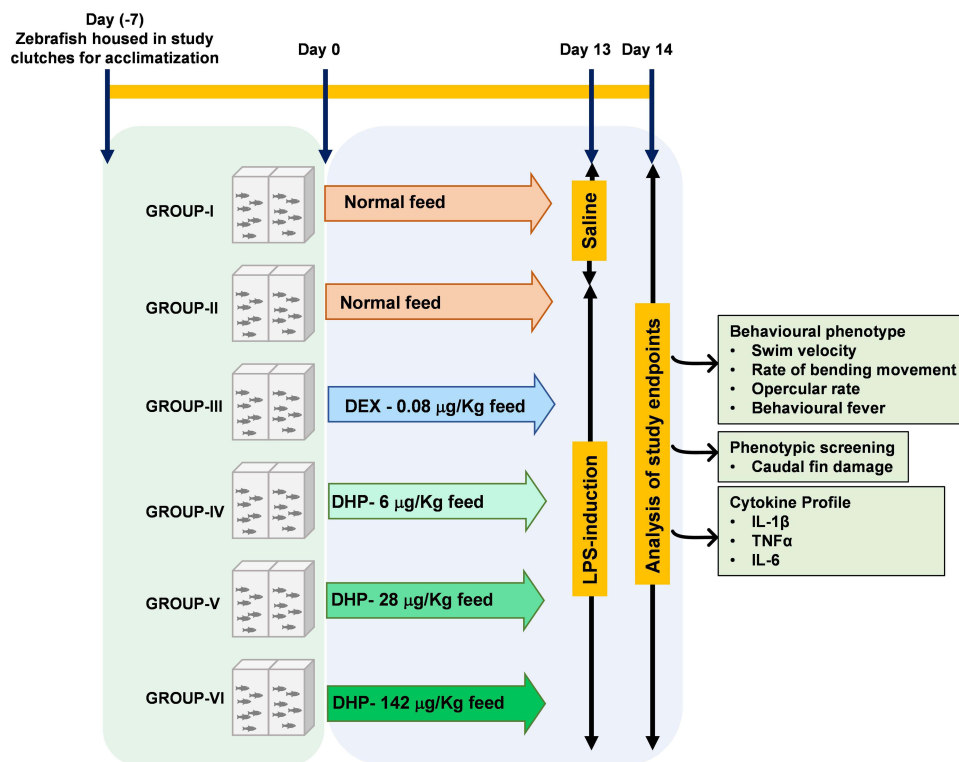 Day (-7)
Zebrafish housed in study
clutches for acclimatization
Day 0
Day 13
Day 14
GROUP-I
Normal feed
Saline
GROUP-II
Normal feed
GROUP-III
DEX - 0.08 μg/Kg feed
GROUP-IV
DHP- 6 μg/Kg feed
GROUP-V
DHP- 28 μg/Kg feed
GROUP-VI
DHP- 142 μg/Kg feed
LPS-induction
Analysis of study endpoints
Behavioural phenotype
• Swim velocity
• Rate of bending movement
• Opercular rate
• Behavioural fever
Phenotypic screening
• Caudal fin damage
Cytokine Profile
• IL-1β
• TNFα
• IL-6